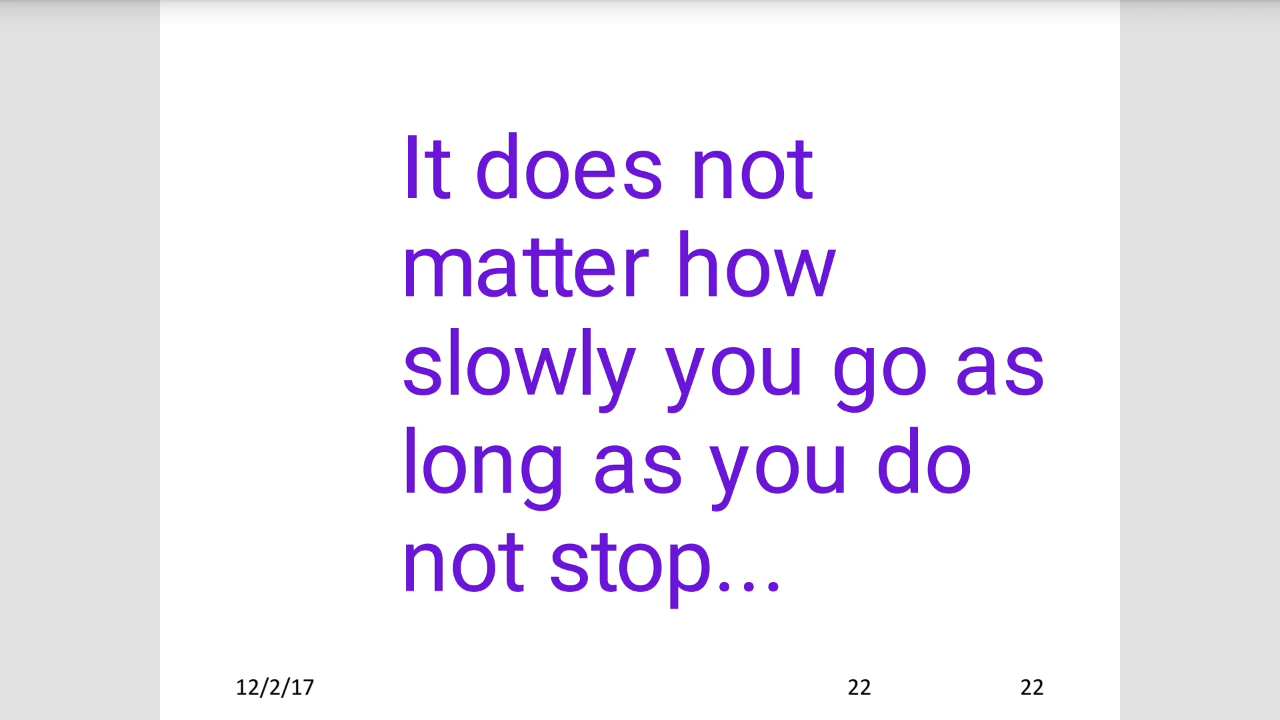 It does not
matter how
slowly you go as
long as you do
not stop...
12/2/17 22 22